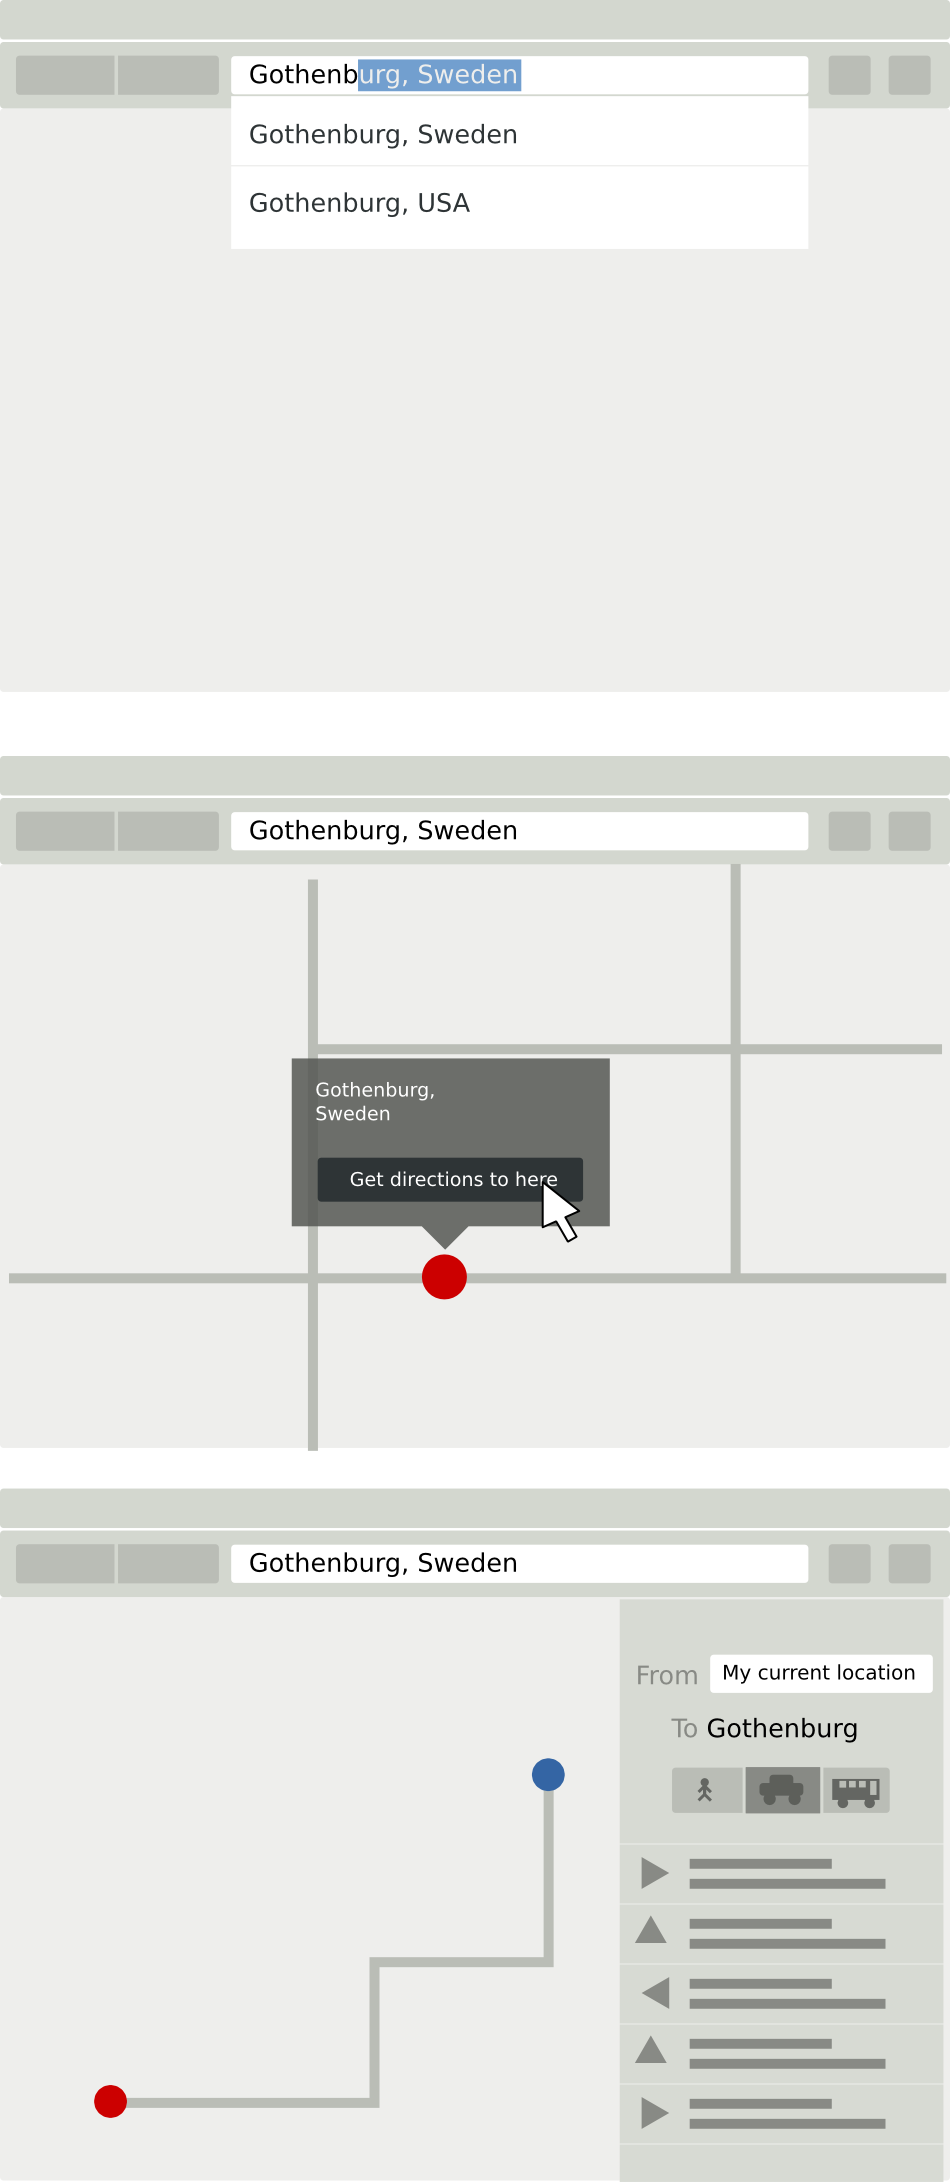 Gothenburg, Sweden
Gothenburg, Sweden
Gothenburg, USA
Gothenburg, Sweden
Gothenburg,
Sweden
Get directions to here
Gothenburg, Sweden
From My current location
To Gothenburg